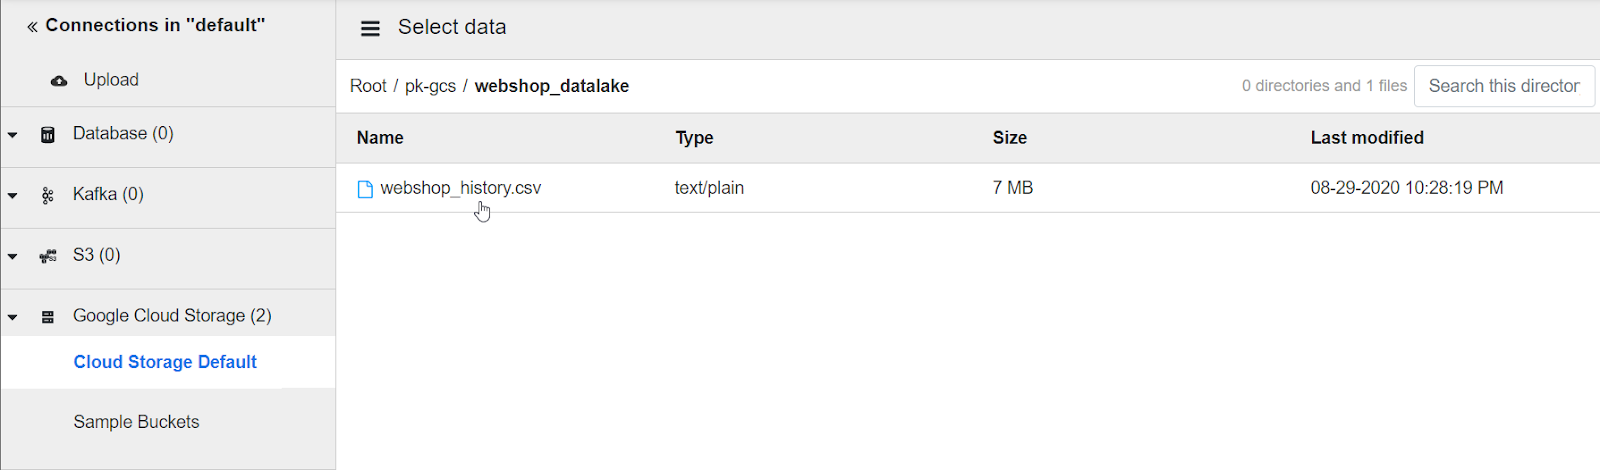 « Connections in "default"
Upload
Database (0)
Kafka (0)
S3 (0)
Google Cloud Storage (2)
Cloud Storage Default
Sample Buckets
Select data
Root / pk-gcs / webshop_datalake
0 directories and 1 files
Search this director
Name Type Size Last modified
webshop_history.csv text/plain 7 MB 08-29-2020 10:28:19 PM